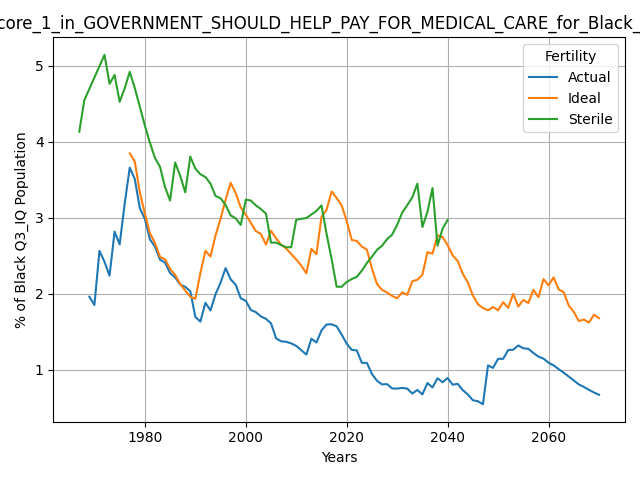 core_1_in_GOVERNMENT_SHOULD_HELP_PAY_FOR_MEDICAL_CARE_for_Black_
Fertility
Actual
Ideal
Sterile
% of Black Q3_IQ Population
5
4
3
2
1
1980 2000 2020 2040 2060
Years